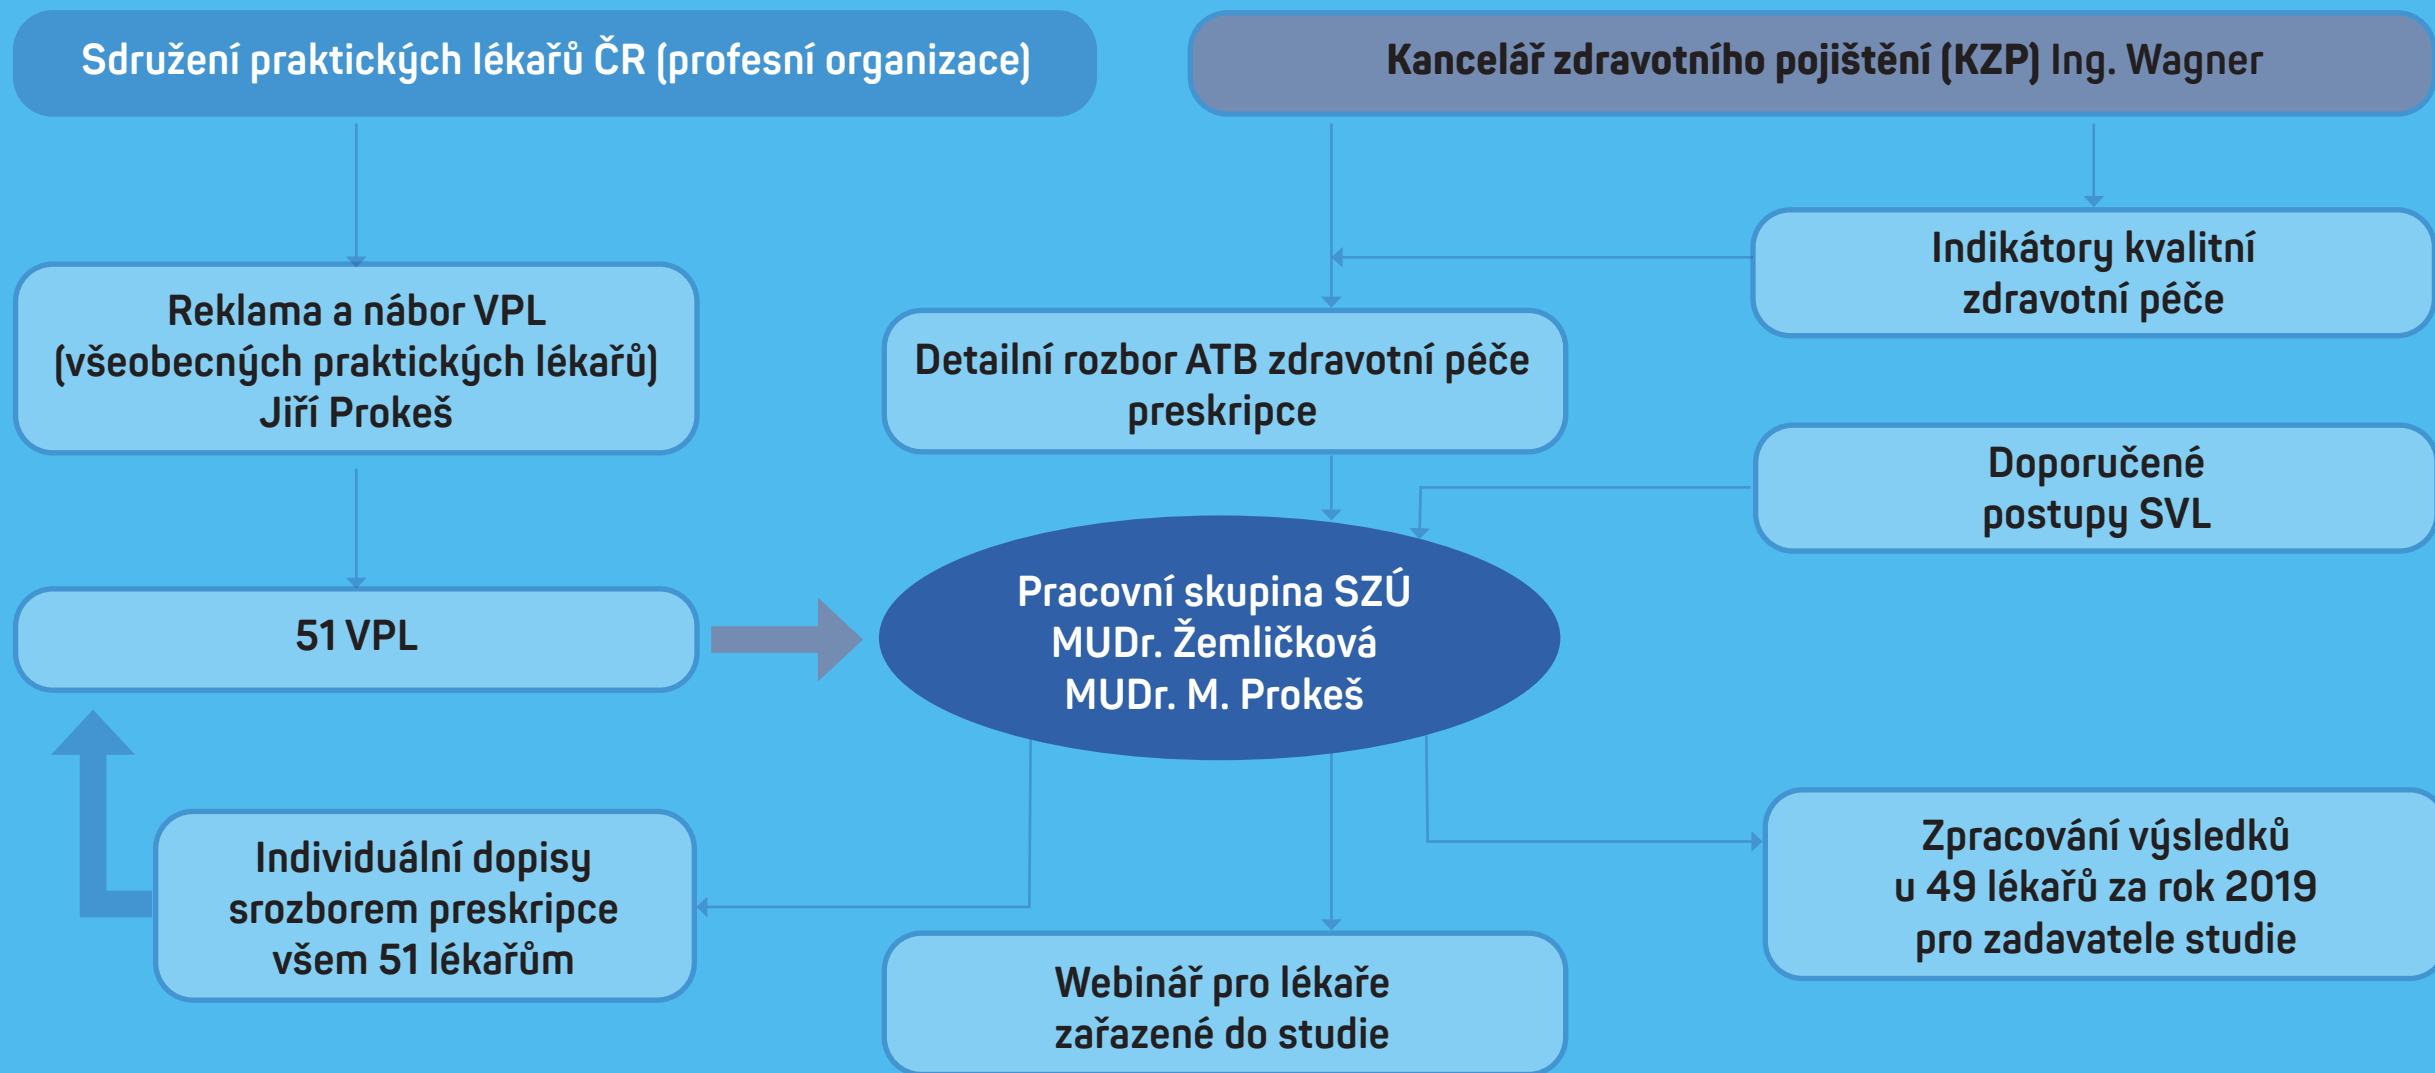 Sdružení praktických lékařů ČR (profesní organizace)
Kancelář zdravotního pojištění (KZP) Ing. Wagner
Reklama a nábor VPL
(všeobecných praktických lékařů)
Jiří Prokeš
Detailní rozbor ATB zdravotní péče
preskripce
Indikátory kvalitní
zdravotní péče
Doporučené
postupy SVL
51 VPL
Pracovní skupina SZÚ
MUDr. Žemličková
MUDr. M. Prokeš
Individuální dopisy
srozborem preskripce
všem 51 lékařům
Webinář pro lékaře
zařazené do studie
Zpracování výsledků
u 49 lékařů za rok 2019
pro zadavatele studie